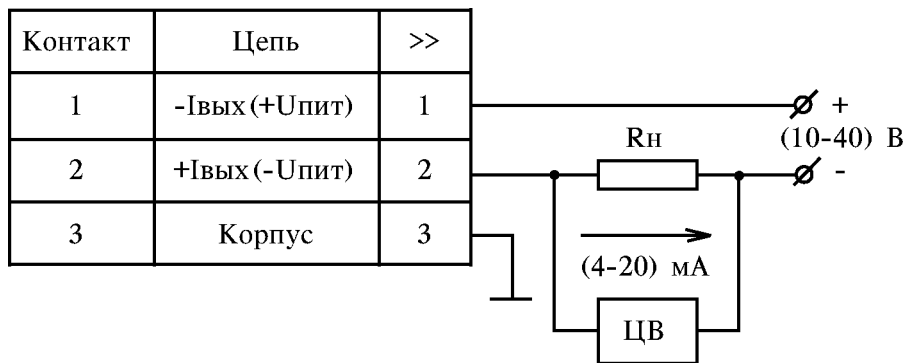 Контакт Цепь >>
1 -Iвых(+Uпит) 1
2 +Iвых(-Uпит) 2
3 Корпус 3
+
(10-40) В
-
Rн
(4-20) мА
ЦВ